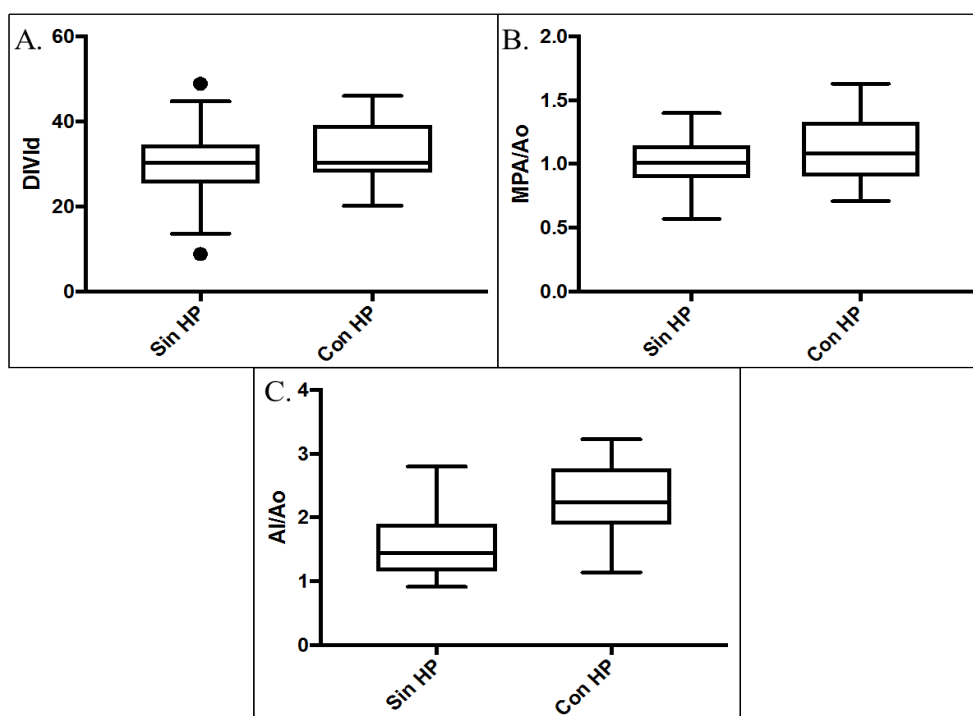 A.
60
40
20
0
DIVId
Sin HP
Con HP
B.
2.0
1.5
1.0
0.5
0.0
MPA/Ao
Sin HP
Con HP
C.
4
3
2
1
0
AI/Ao
Sin HP
Con HP